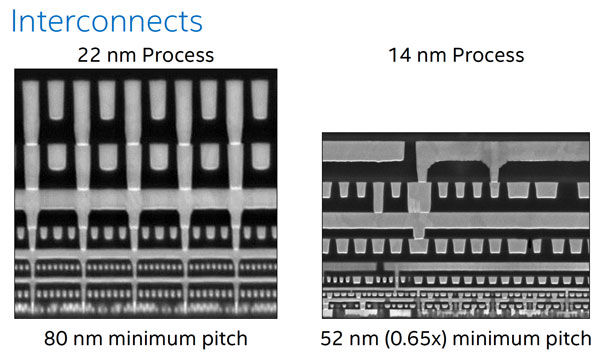 Interconnects
22 nm Process
14 nm Process
80 nm minimum pitch
52 nm (0.65x) minimum pitch